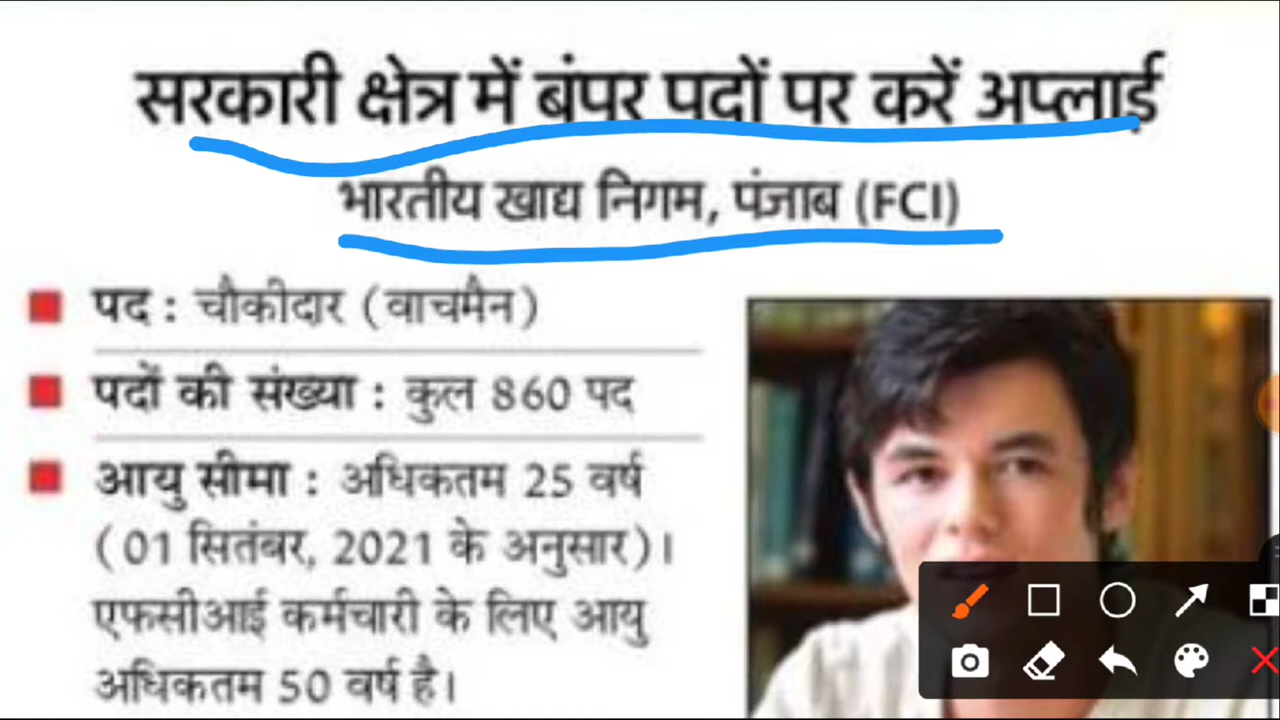 सरकारी क्षेत्र में बंपर पदों पर करें अप्लाई
भारतीय खाद्य निगम, पंजाब (FCI)
पद : चौकीदार (वाचमैन)
पदों की संख्या : कुल 860 पद
आयु सीमा : अधिकतम 25 वर्ष
(01 सितंबर, 2021 के अनुसार)।
एफसीआई कर्मचारी के लिए आयु
अधिकतम 50 वर्ष है।